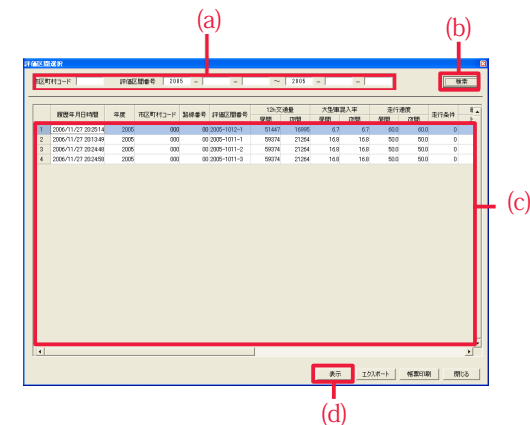 (a)
(b)
評価区間選択
市区町村コード 評価区間番号 2005 - - ～ 2005 - - 検索
12h交通量 大型車混入率 走行速度
履歴年月日時間 年度 市区町村コード 路線番号 評価区間番号 昼間 夜間 昼間 夜間 昼間 夜間 走行条件
1 2006/11/27 20:25:14 2005 000 00 2005-1012-1 51447 16995 6.7 6.7 60.0 60.0 0
2 2006/11/27 20:13:49 2005 000 00 2005-1011-1 59374 21264 16.8 16.8 50.0 50.0 0
3 2006/11/27 20:24:48 2005 000 00 2005-1011-2 59374 21264 16.8 16.8 50.0 50.0 0
4 2006/11/27 20:24:58 2005 000 00 2005-1011-3 59374 21264 16.8 16.8 50.0 50.0 0
(c)
表示 エクスポート 帳票印刷 閉じる
(d)